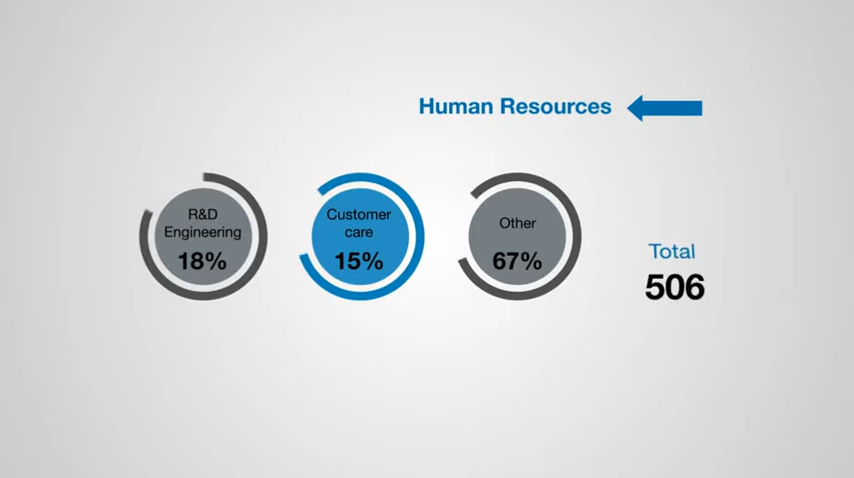 Human Resources
R&D
Engineering
18%
Customer
care
15%
Other
67%
Total
506